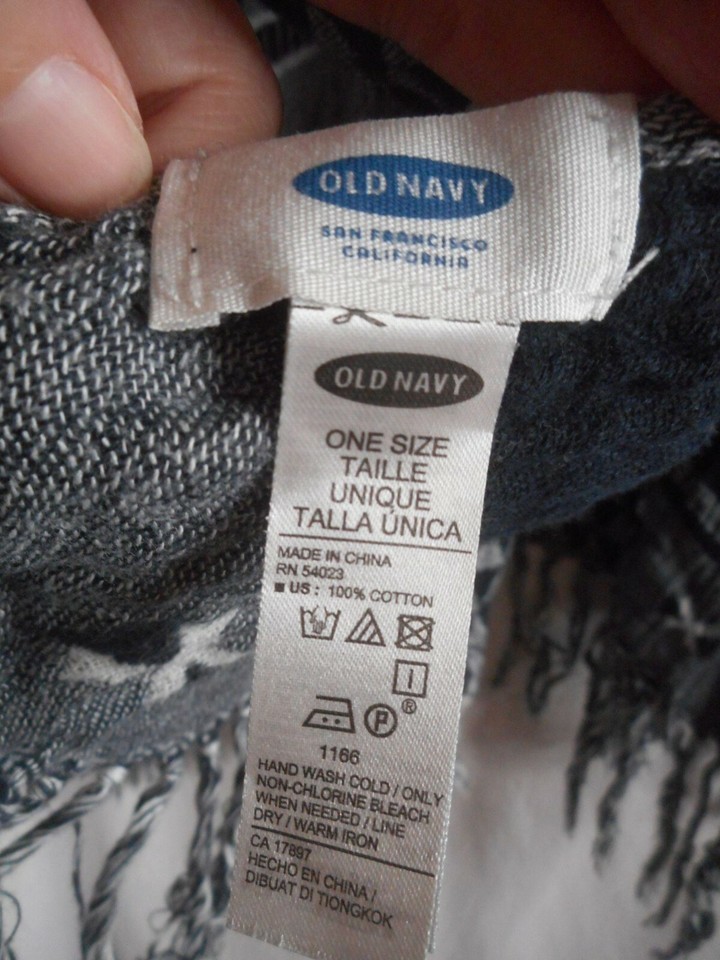 OLD NAVY
SAN FRANCISCO
CALIFORNIA
OLD NAVY
ONE SIZE
TAILLE
UNIQUE
TALLA ÚNICA
MADE IN CHINA
RN 54023
US : 100% COTTON
P®
1166
HAND WASH COLD / ONLY
NON-CHLORINE BLEACH
WHEN NEEDED / LINE
DRY / WARM IRON
CA 17897
HECHO EN CHINA /
DIBUAT DI TIONGKOK